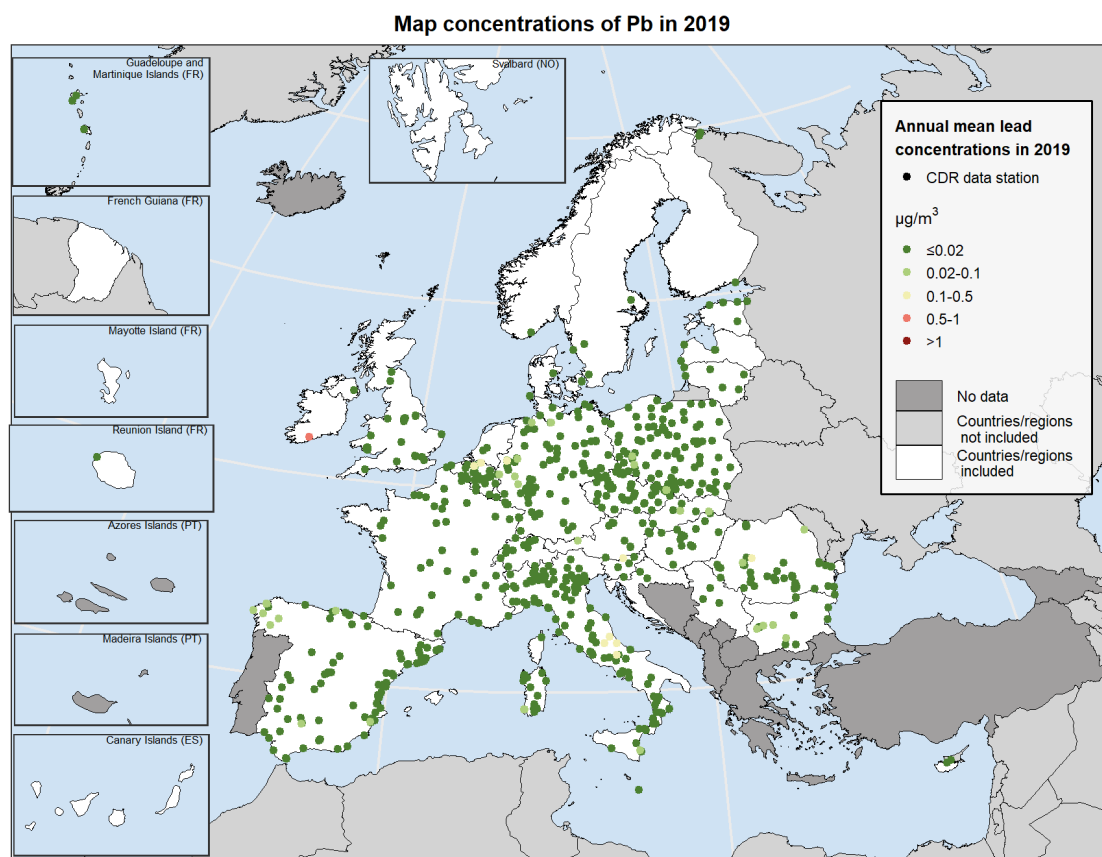 Map concentrations of Pb in 2019
Guadeloupe and
Martinique Islands (FR)
Svalbard (NO)
French Guiana (FR)
Mayotte Island (FR)
Reunion Island (FR)
Azores Islands (PT)
Madeira Islands (PT)
Canary Islands (ES)
Annual mean lead
concentrations in 2019
CDR data station
µg/m³
≤0.02
0.02-0.1
0.1-0.5
0.5-1
>1
No data
Countries/regions
not included
Countries/regions
included